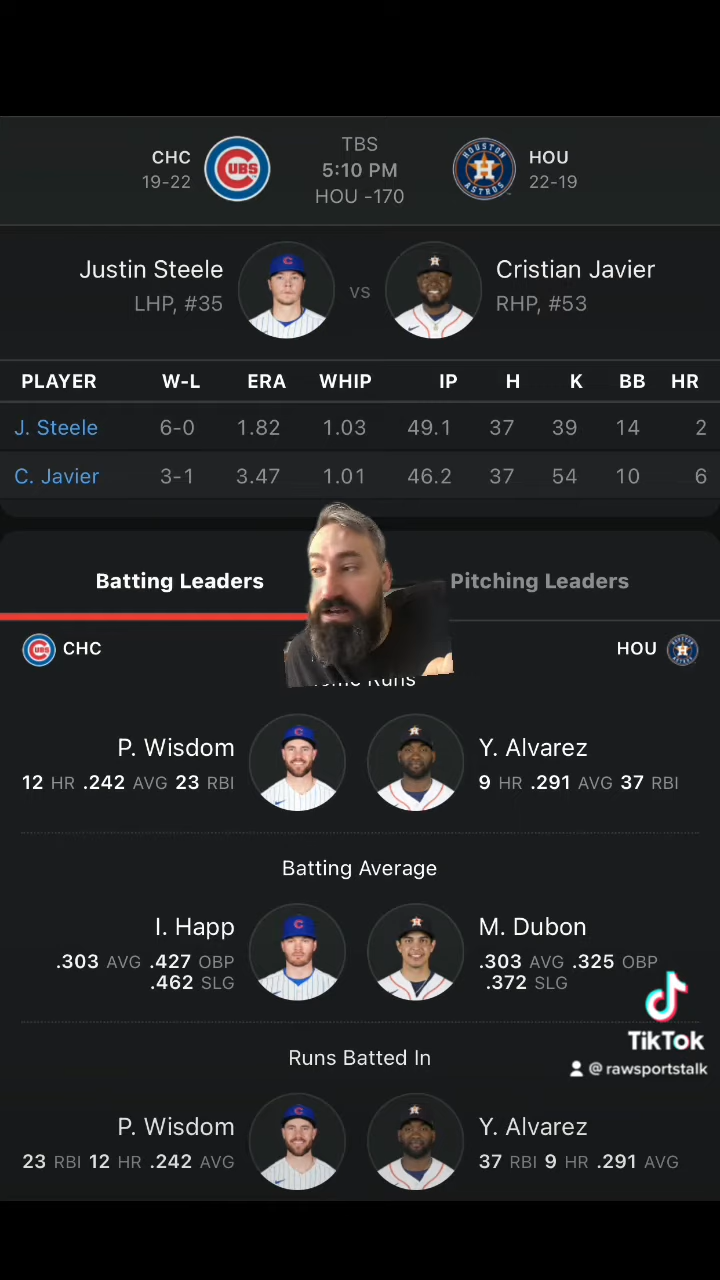 TBS
CHC
19-22
5:10 PM
HOU -170
HOU
22-19
CUBS
HOUSTON
H
ASTROS
Justin Steele
LHP, #35
VS
Cristian Javier
RHP, #53
PLAYER W-L ERA WHIP IP H K BB HR
J. Steele 6-0 1.82 1.03 49.1 37 39 14 2
C. Javier 3-1 3.47 1.01 46.2 37 54 10 6
Batting Leaders
Pitching Leaders
CHC
HOU
Runs
P. Wisdom
12 HR .242 AVG 23 RBI
Y. Alvarez
9 HR .291 AVG 37 RBI
Batting Average
I. Happ
.303 AVG .427 OBP
.462 SLG
M. Dubon
.303 AVG .325 OBP
.372 SLG
TikTok
@rawsportstalk
Runs Batted In
P. Wisdom
23 RBI 12 HR .242 AVG
Y. Alvarez
37 RBI 9 HR .291 AVG